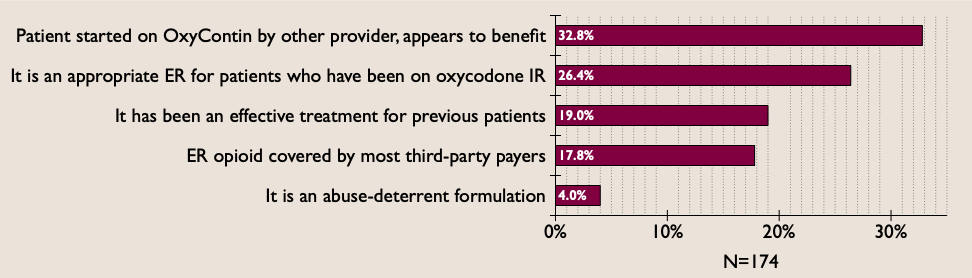 Patient started on OxyContin by other provider, appears to benefit 32.8%
It is an appropriate ER for patients who have been on oxycodone IR 26.4%
It has been an effective treatment for previous patients 19.0%
ER opioid covered by most third-party payers 17.8%
It is an abuse-deterrent formulation 4.0%
0% 10% 20% 30%
N=174